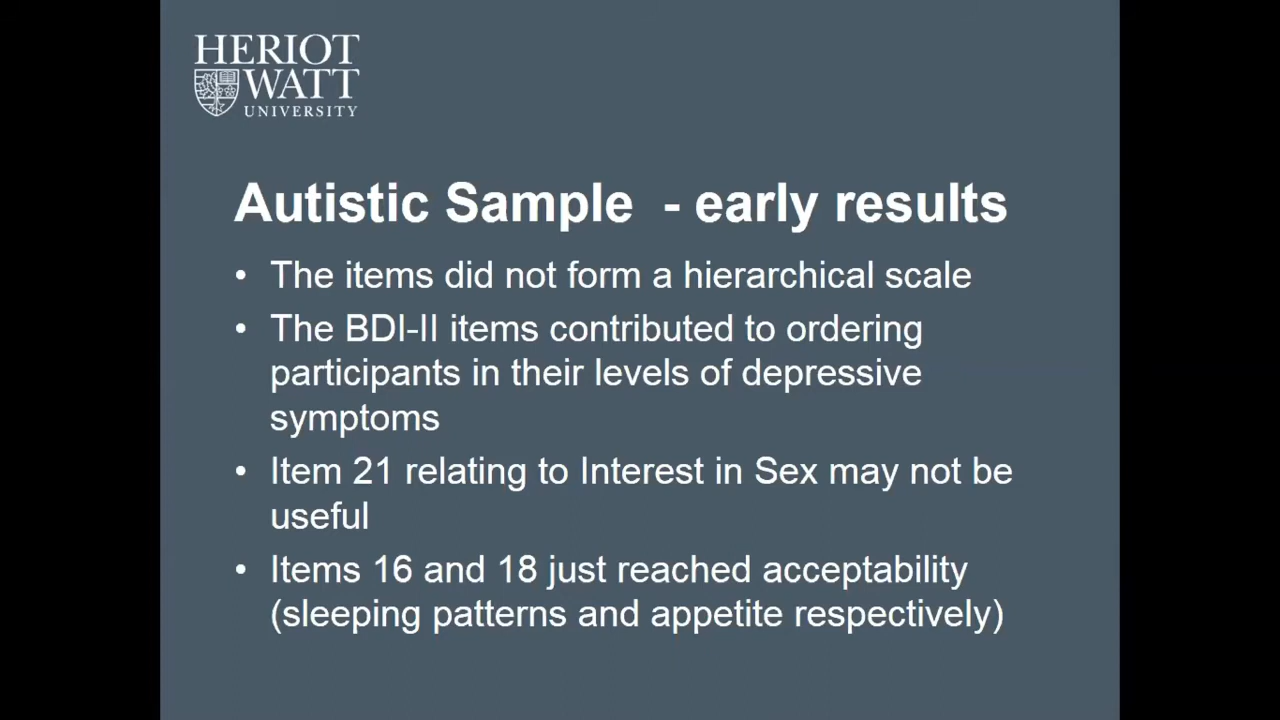 HERIOT
WATT
UNIVERSITY
Autistic Sample  - early results
• The items did not form a hierarchical scale
• The BDI-II items contributed to ordering
participants in their levels of depressive
symptoms
• Item 21 relating to Interest in Sex may not be
useful
• Items 16 and 18 just reached acceptability
(sleeping patterns and appetite respectively)